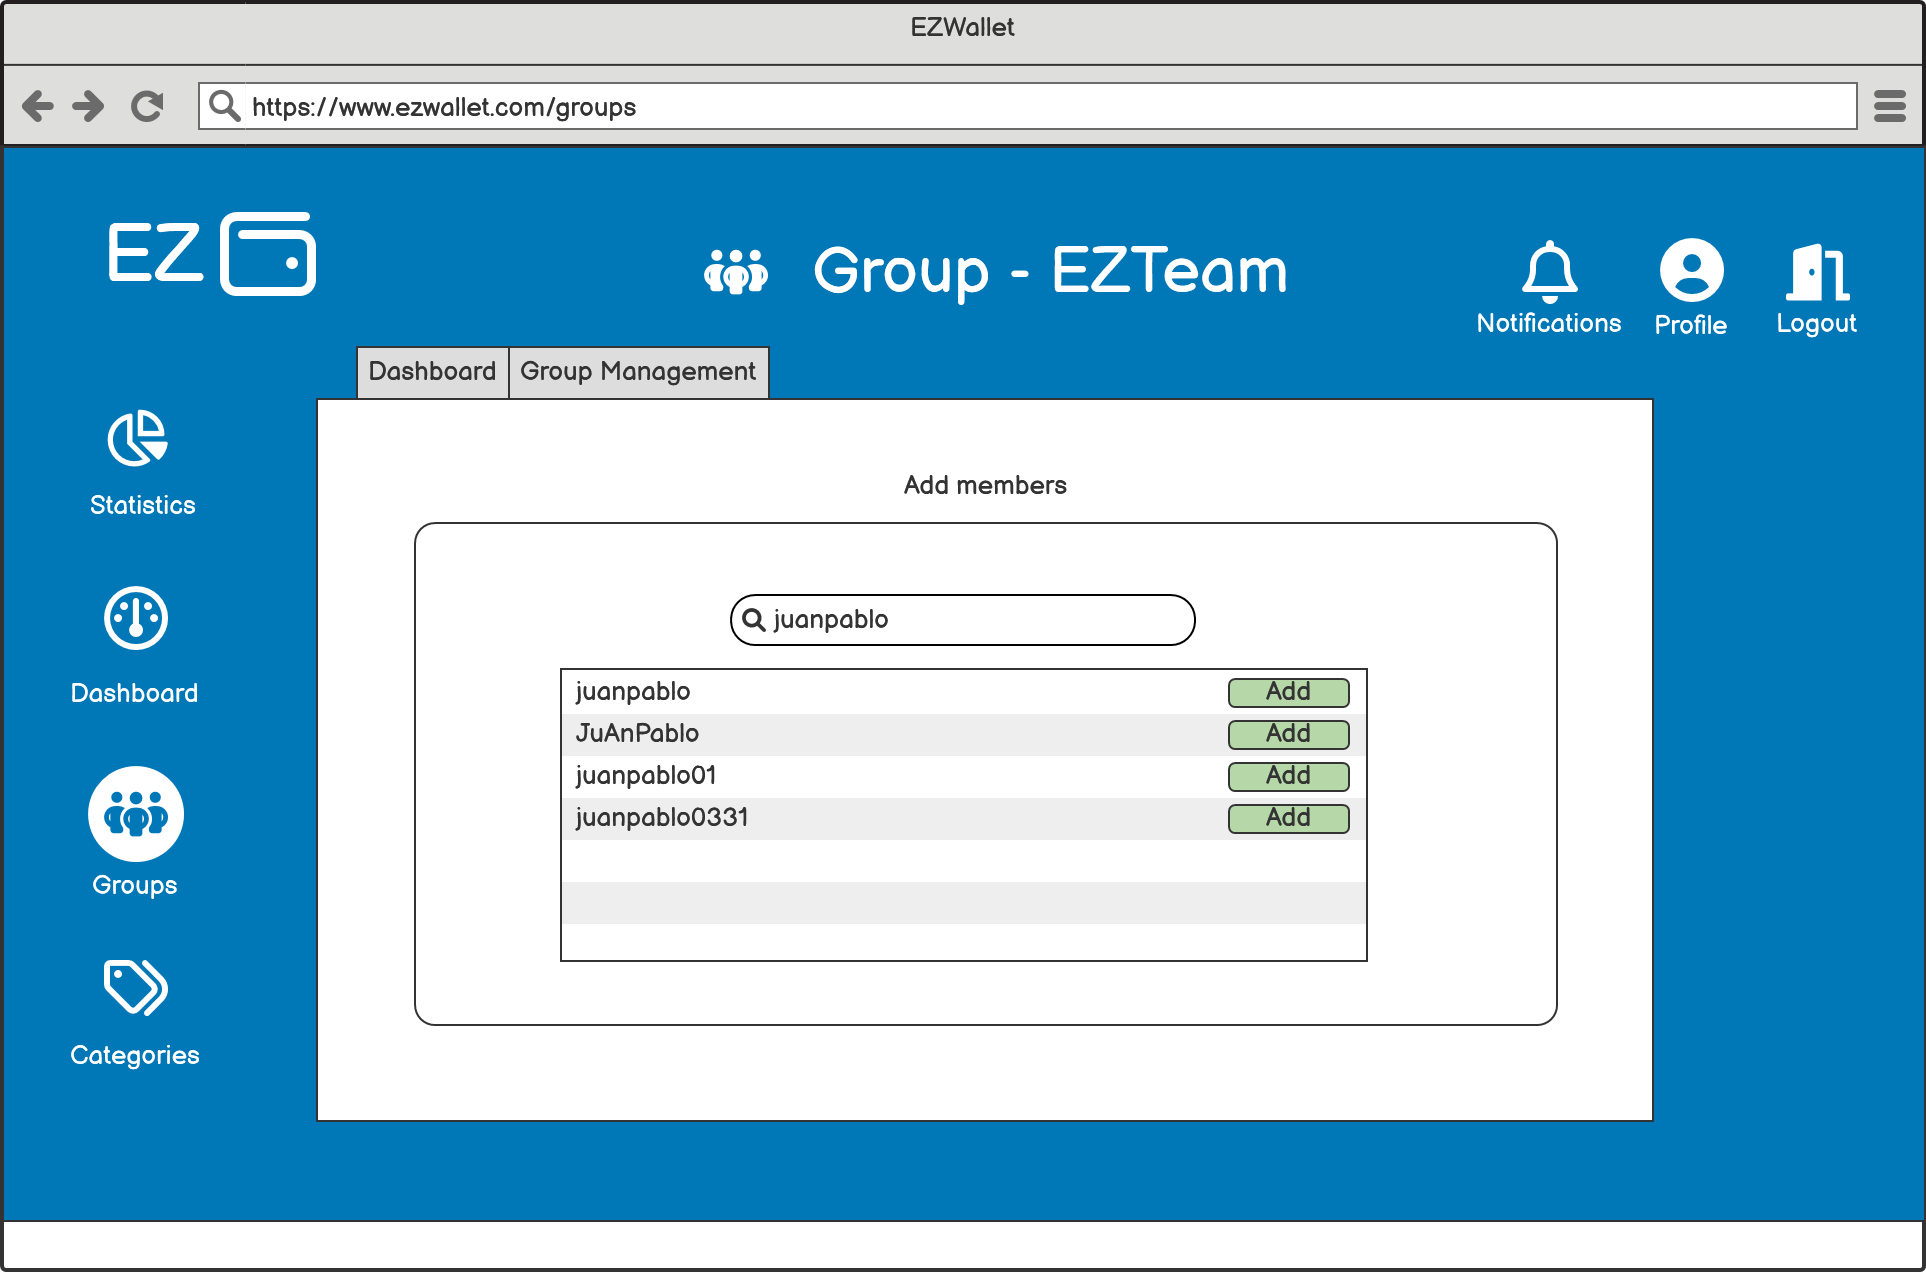 EZWallet
https://www.ezwallet.com/groups
EZ
Group - EZTeam
Notifications
Profile
Logout
Dashboard
Group Management
Statistics
Dashboard
Groups
Categories
Add members
juanpablo
juanpablo Add
JuAnPablo Add
juanpablo01 Add
juanpablo0331 Add